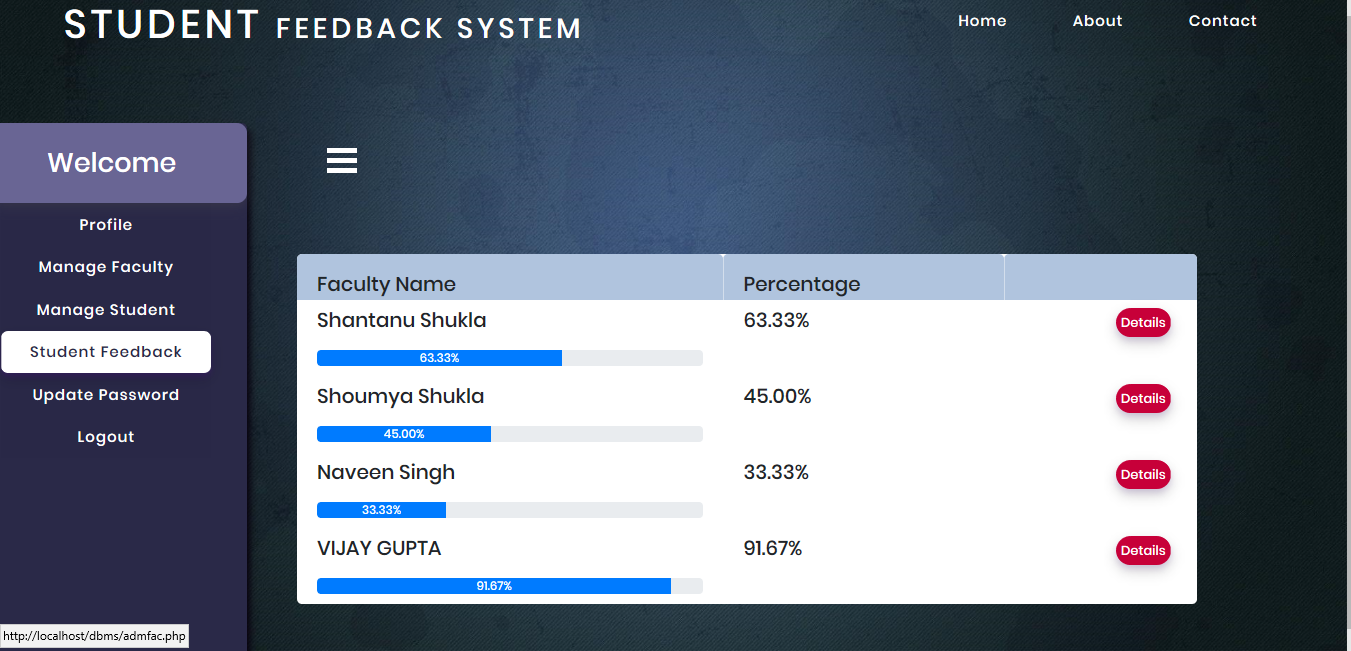 STUDENT FEEDBACK SYSTEM
Home About Contact
Welcome
Profile
Manage Faculty
Manage Student
Student Feedback
Update Password
Logout
Faculty Name Percentage
Shantanu Shukla 63.33% Details
63.33%
Shoumya Shukla 45.00% Details
45.00%
Naveen Singh 33.33% Details
33.33%
VIJAY GUPTA 91.67% Details
91.67%
http://localhost/dbms/admfac.php